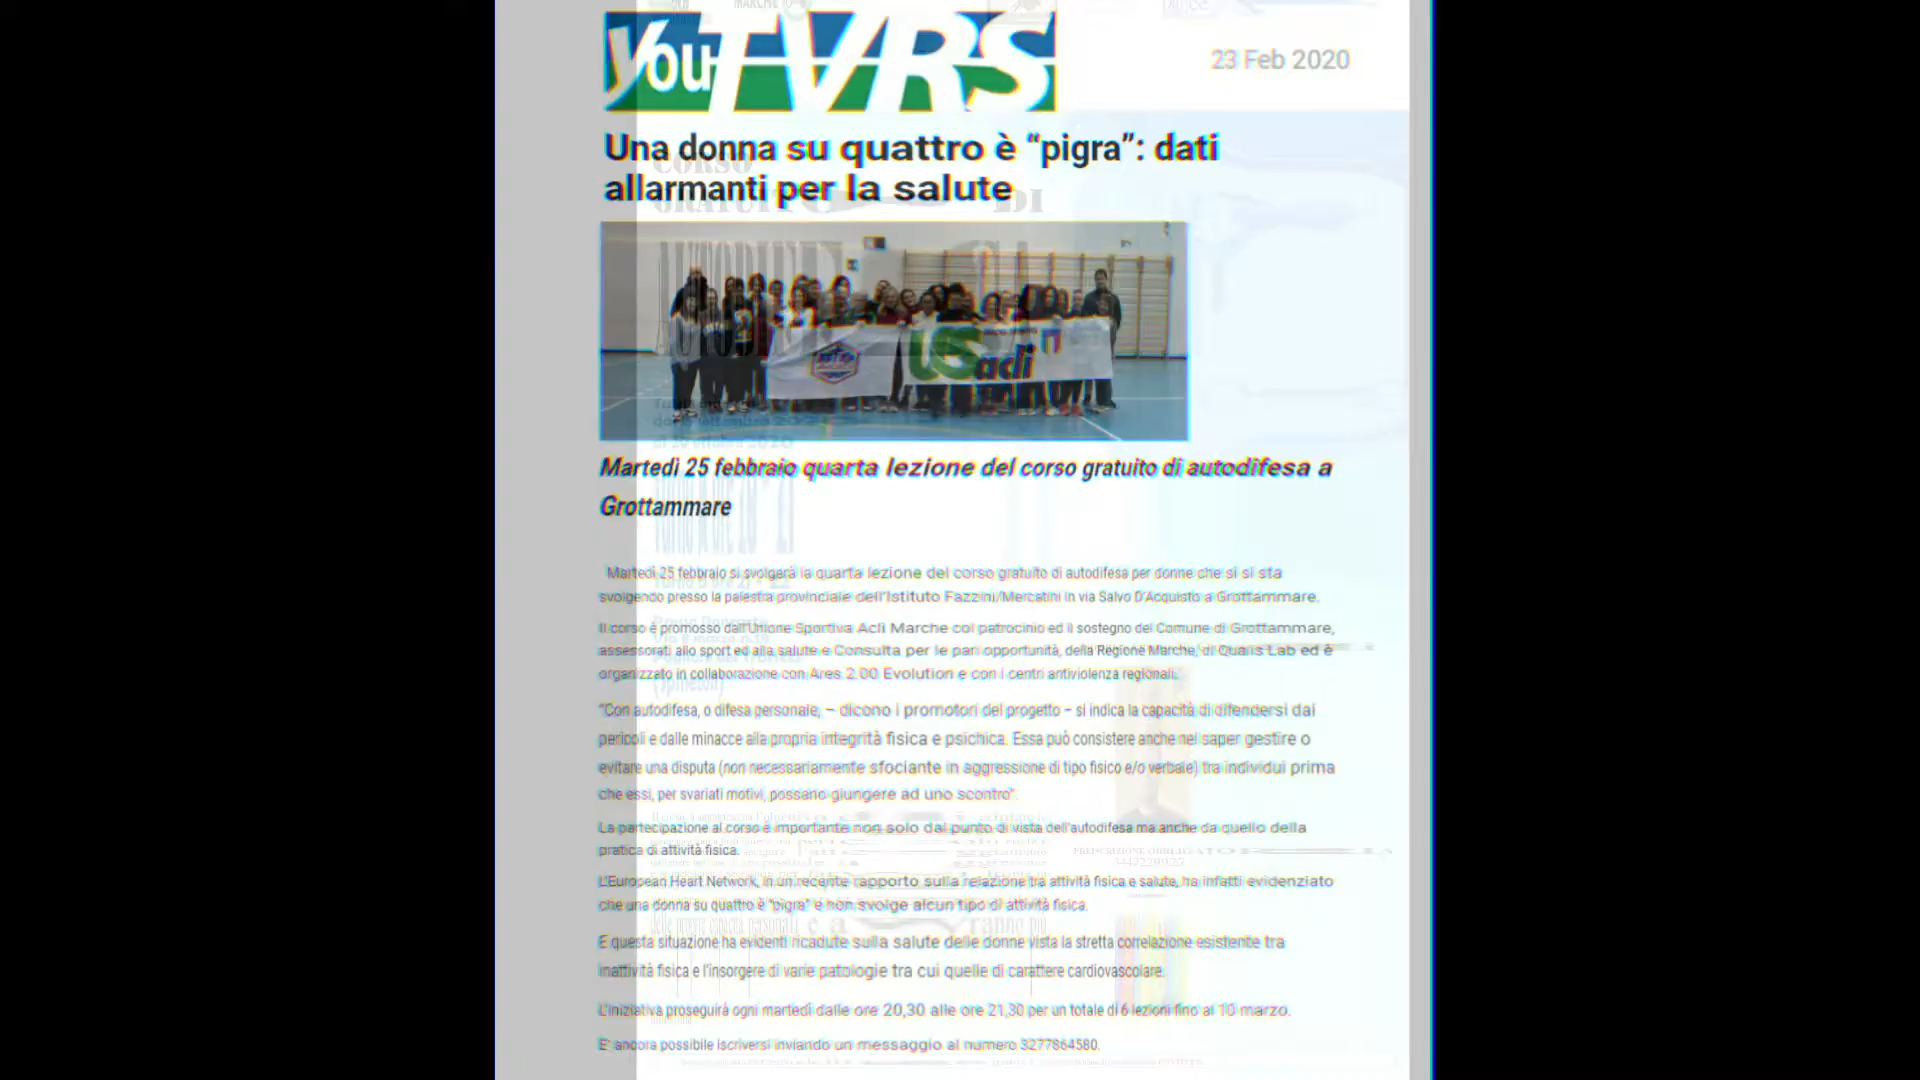 youTVRS
23 Feb 2020
Una donna su quattro è “pigra”: dati
allarmanti per la salute
US acli
Martedì 25 febbraio quarta lezione del corso gratuito di autodifesa a
Grottammare
Martedì 25 febbraio si svolgerà la quarta lezione del corso gratuito di autodifesa per donne che si si sta
svolgendo presso la palestra provinciale dell’Istituto Fazzini/Mercatini in via Salvo D’Acquisto a Grottammare.
Il corso è promosso dall’Unione Sportiva Acli Marche col patrocinio ed il sostegno del Comune di Grottammare,
assessorati allo sport ed alla salute e Consulta per le pari opportunità, della Regione Marche, di Qualis Lab ed è
organizzato in collaborazione con Ares 2.00 Evolution e con i centri antiviolenza regionali.
“Con autodifesa, o difesa personale, – dicono i promotori del progetto – si indica la capacità di difendersi dai
pericoli e dalle minacce alla propria integrità fisica e psichica. Essa può consistere anche nel saper gestire o
evitare una disputa (non necessariamente sfociante in aggressione di tipo fisico e/o verbale) tra individui prima
che essi, per svariati motivi, possano giungere ad uno scontro”.
La partecipazione al corso è importante non solo dal punto di vista dell’autodifesa ma anche da quello della
pratica di attività fisica.
L’European Heart Network, in un recente rapporto sulla relazione tra attività fisica e salute, ha infatti evidenziato
che una donna su quattro è “pigra” e non svolge alcun tipo di attività fisica.
E questa situazione ha evidenti ricadute sulla salute delle donne vista la stretta correlazione esistente tra
inattività fisica e l’insorgere di varie patologie tra cui quelle di carattere cardiovascolare.
L’iniziativa proseguirà ogni martedì dalle ore 20,30 alle ore 21,30 per un totale di 6 lezioni fino al 10 marzo.
E’ ancora possibile iscriversi inviando un messaggio al numero 3277864580.